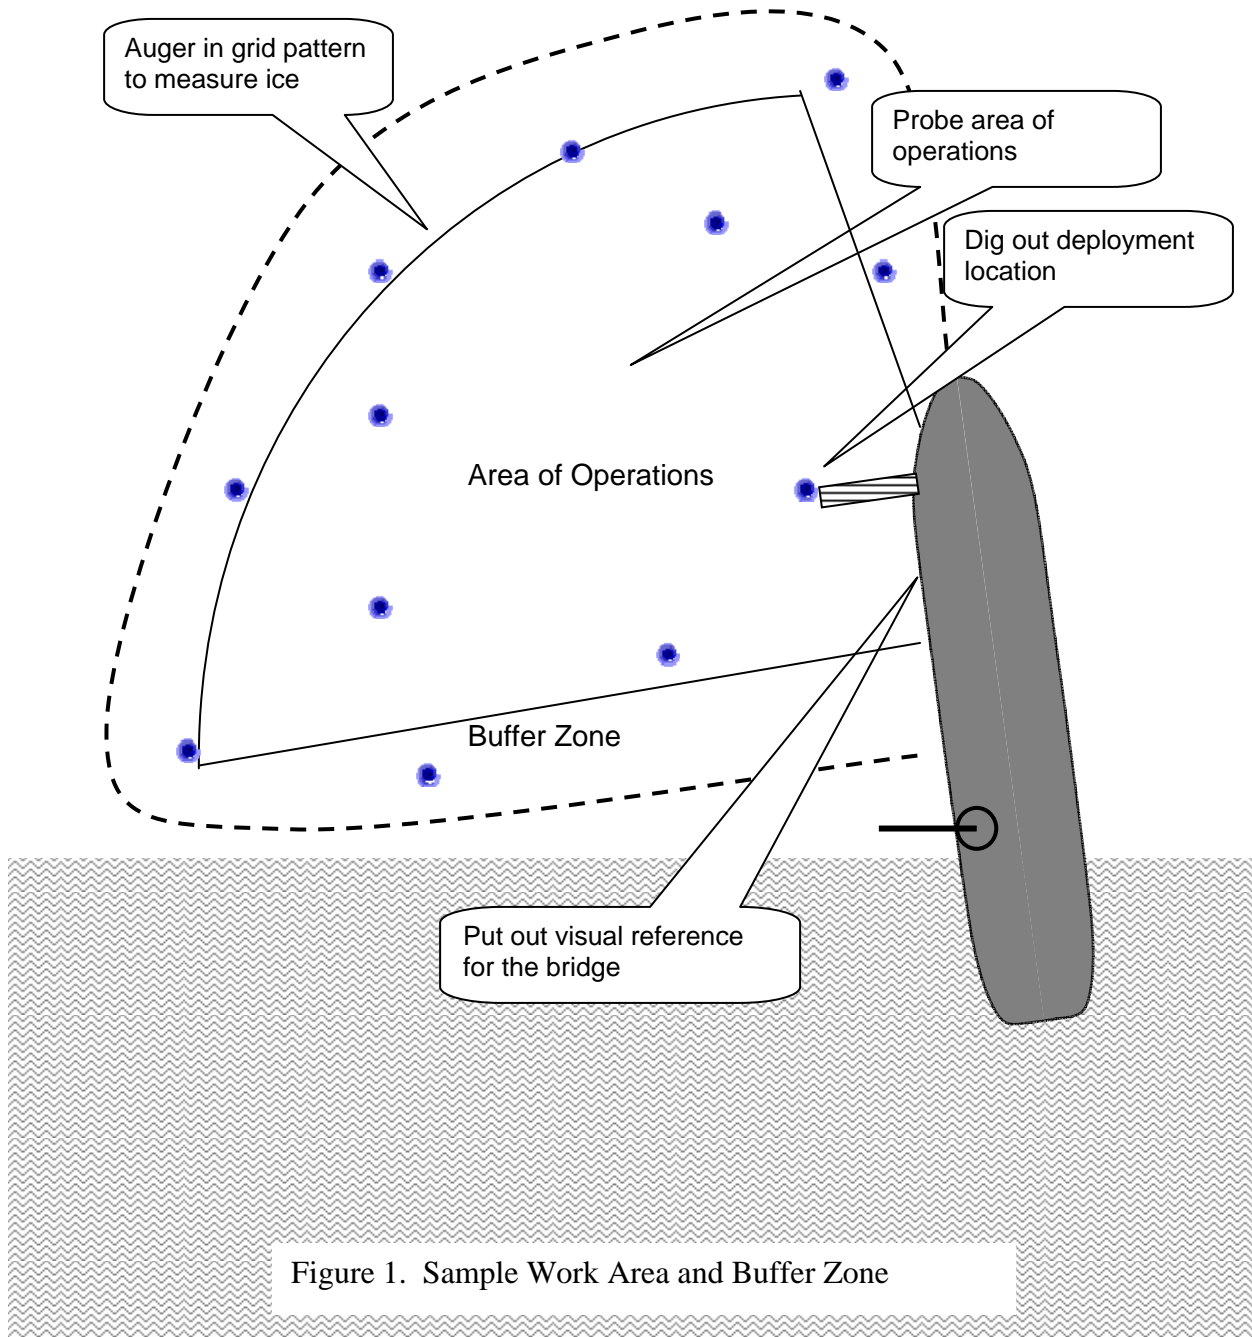 Auger in grid pattern
to measure ice
Probe area of
operations
Dig out deployment
location
Area of Operations
Buffer Zone
Put out visual reference
for the bridge
Figure 1.  Sample Work Area and Buffer Zone